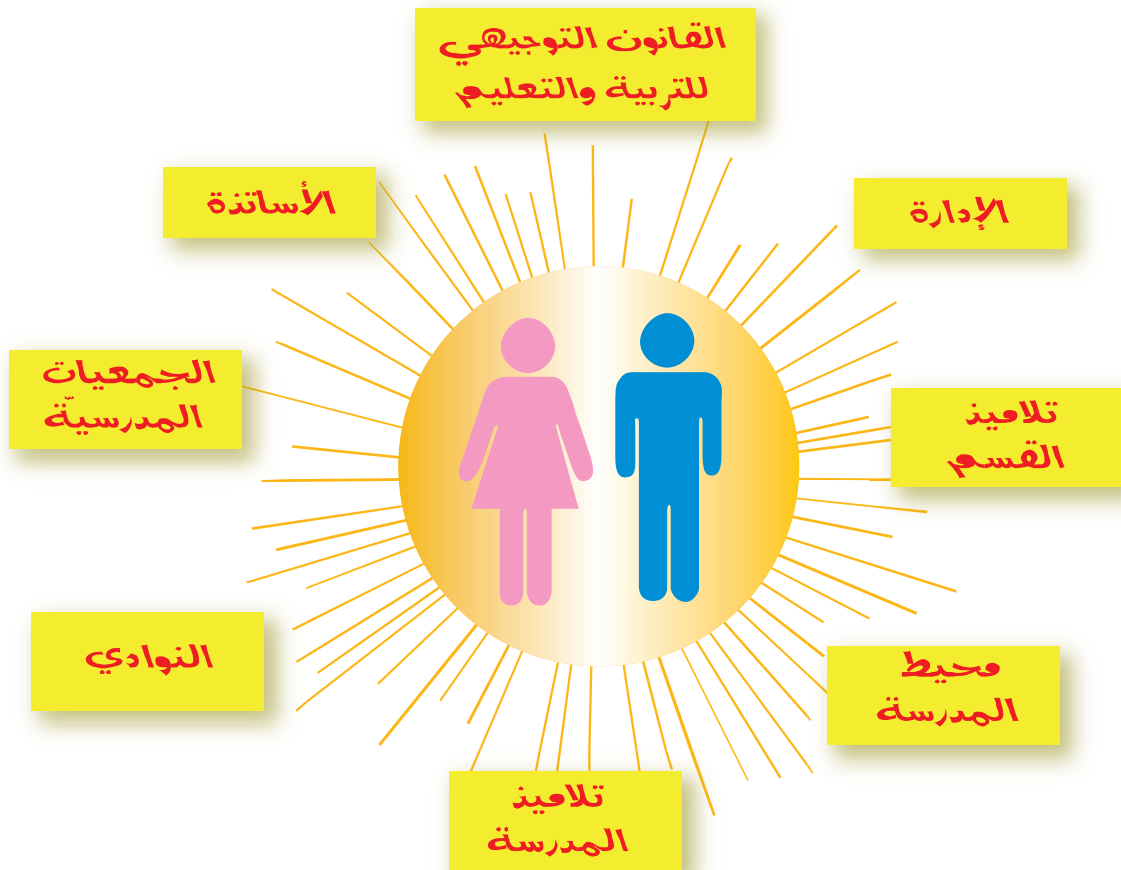 القانون التوجيهي
للتربية والتعليم
الإدارة
الأساتذة
الجمعيات
المدرسيّة
تلاميذ
القسم
النوادي
محيط
المدرسة
تلاميذ
المدرسة